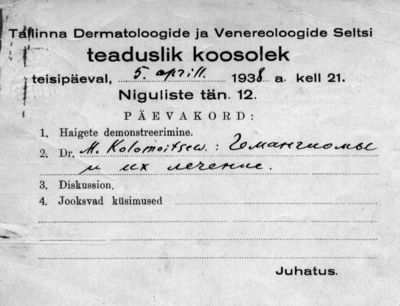 Tallinna Dermatoloogide ja Venereoloogide Seltsi
teaduslik koosolek
teisipäeval, 5. aprill. 1938 a. kell 21.
Niguliste tän. 12.
PÄEVAKORD:
1. Haigete demonstreerimine.
2. Dr. M. Kolomoitsew.: Гемангиомы
и их лечение.
3. Diskussion.
4. Jooksvad küsimused
Juhatus.